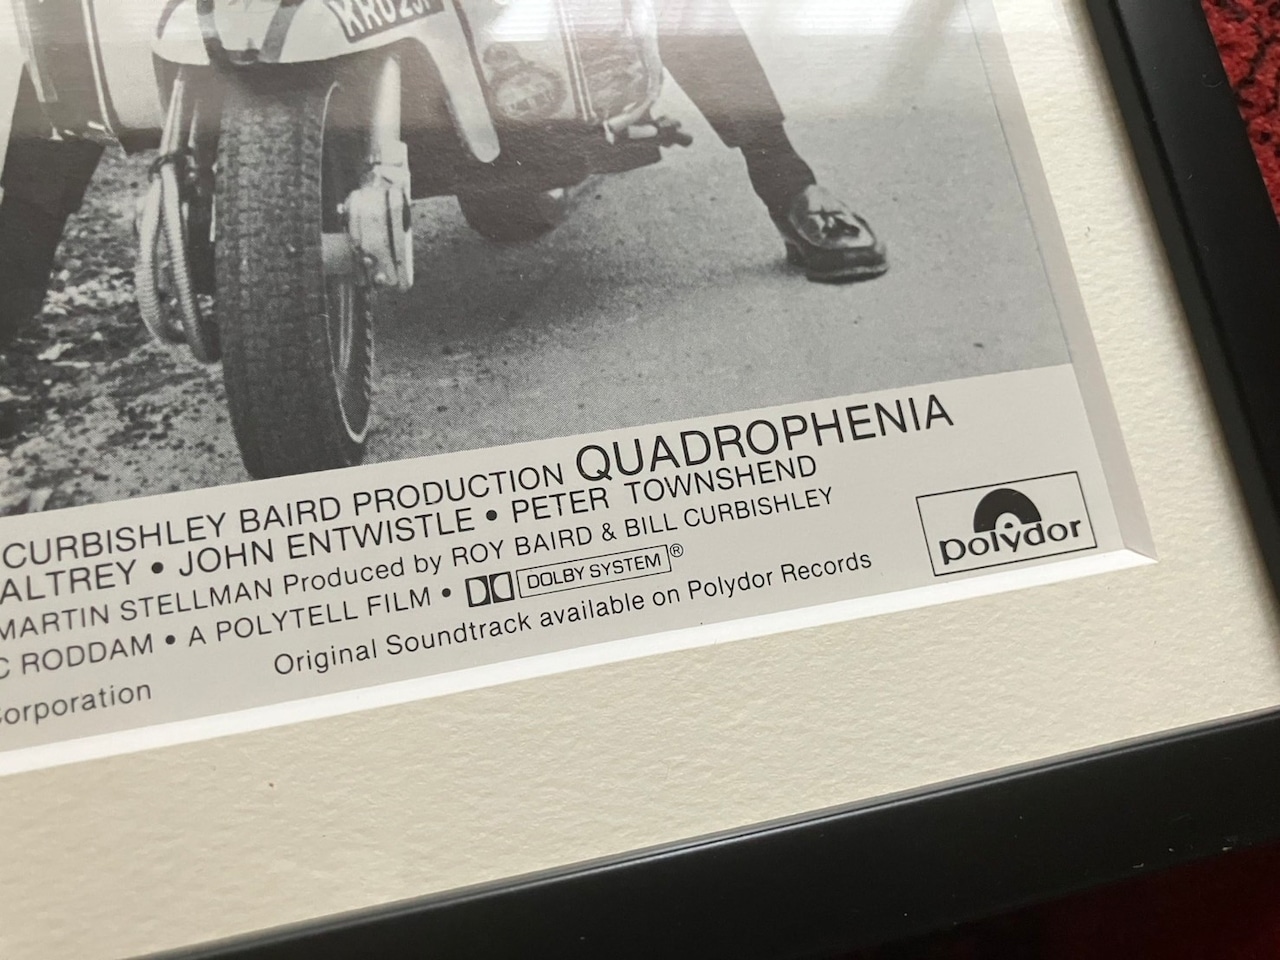 CURBISHLEY BAIRD PRODUCTION QUADROPHENIA
ALTREY • JOHN ENTWISTLE • PETER TOWNSHEND
MARTIN STELLMAN Produced by ROY BAIRD & BILL CURBISHLEY
C RODDAM • A POLYTELL FILM • DOLBY SYSTEM®
Original Soundtrack available on Polydor Records
Corporation
polydor